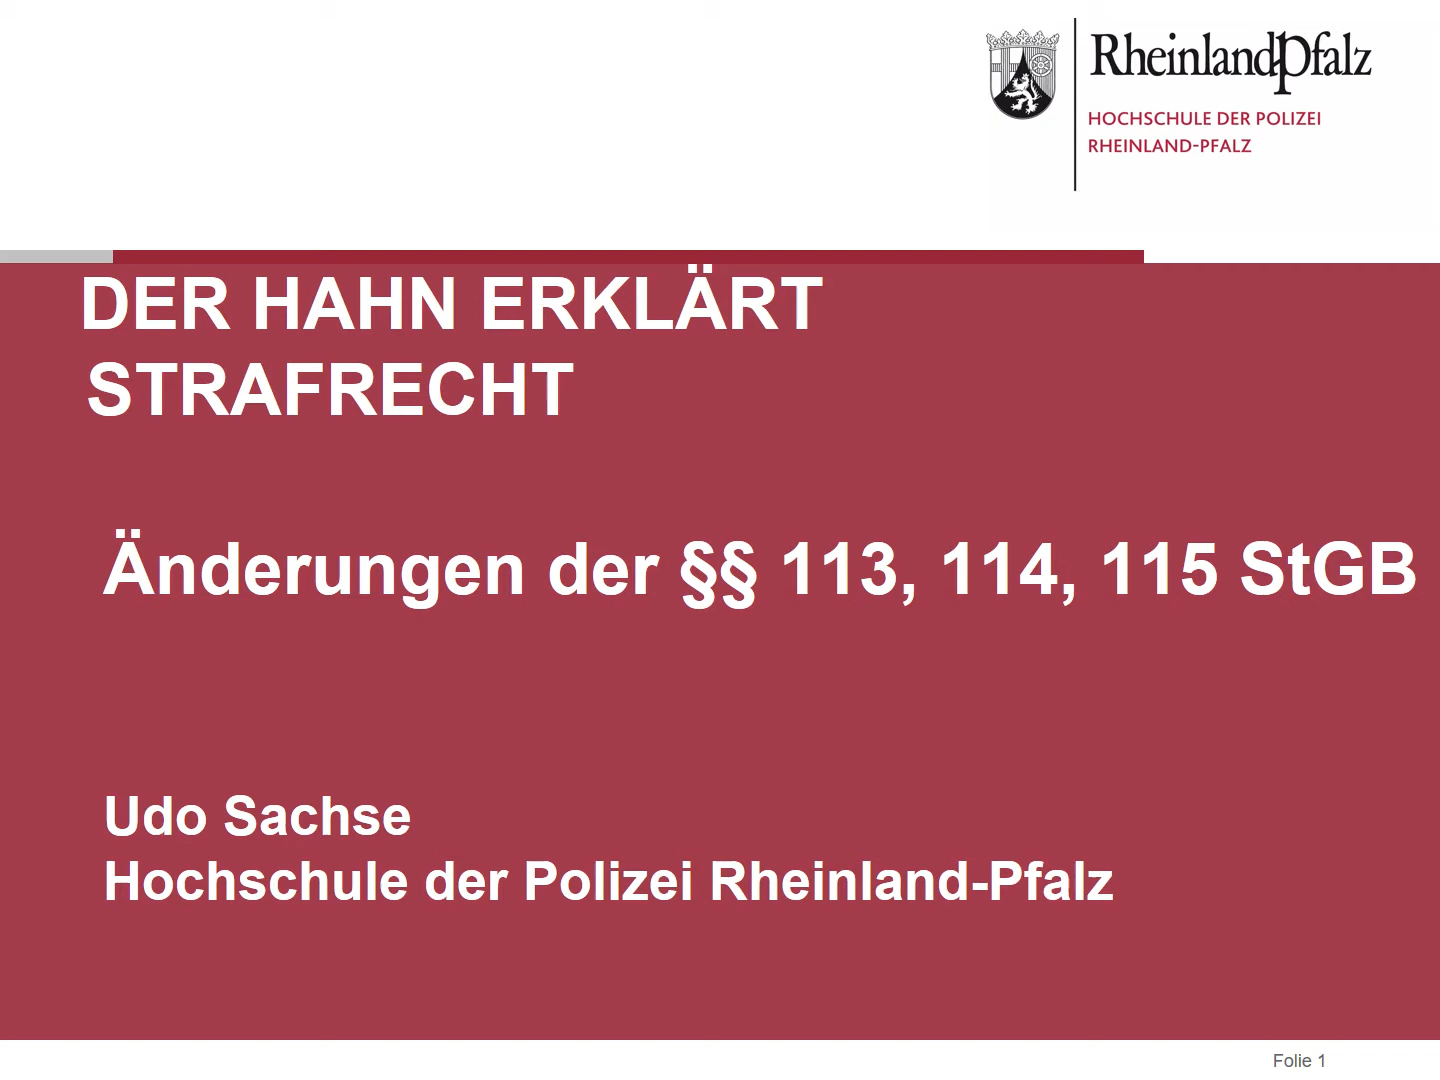 RheinlandPfalz
HOCHSCHULE DER POLIZEI
RHEINLAND-PFALZ
DER HAHN ERKLÄRT
STRAFRECHT
Änderungen der §§ 113, 114, 115 StGB
Udo Sachse
Hochschule der Polizei Rheinland-Pfalz
Folie 1